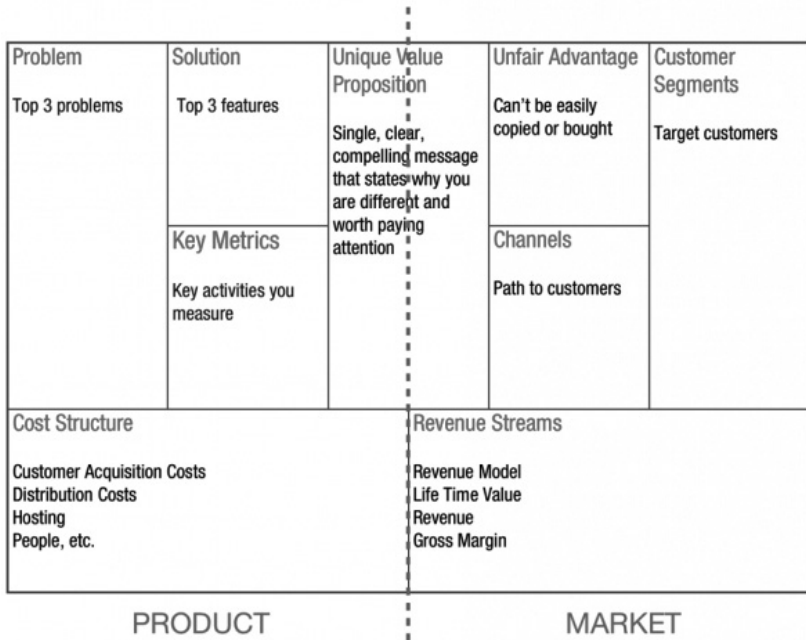 Problem
Top 3 problems
Solution
Top 3 features
Key Metrics
Key activities you
measure
Unique Value
Proposition
Single, clear,
compelling message
that states why you
are different and
worth paying
attention
Unfair Advantage
Can't be easily
copied or bought
Channels
Path to customers
Customer
Segments
Target customers
Cost Structure
Customer Acquisition Costs
Distribution Costs
Hosting
People, etc.
Revenue Streams
Revenue Model
Life Time Value
Revenue
Gross Margin
PRODUCT
MARKET